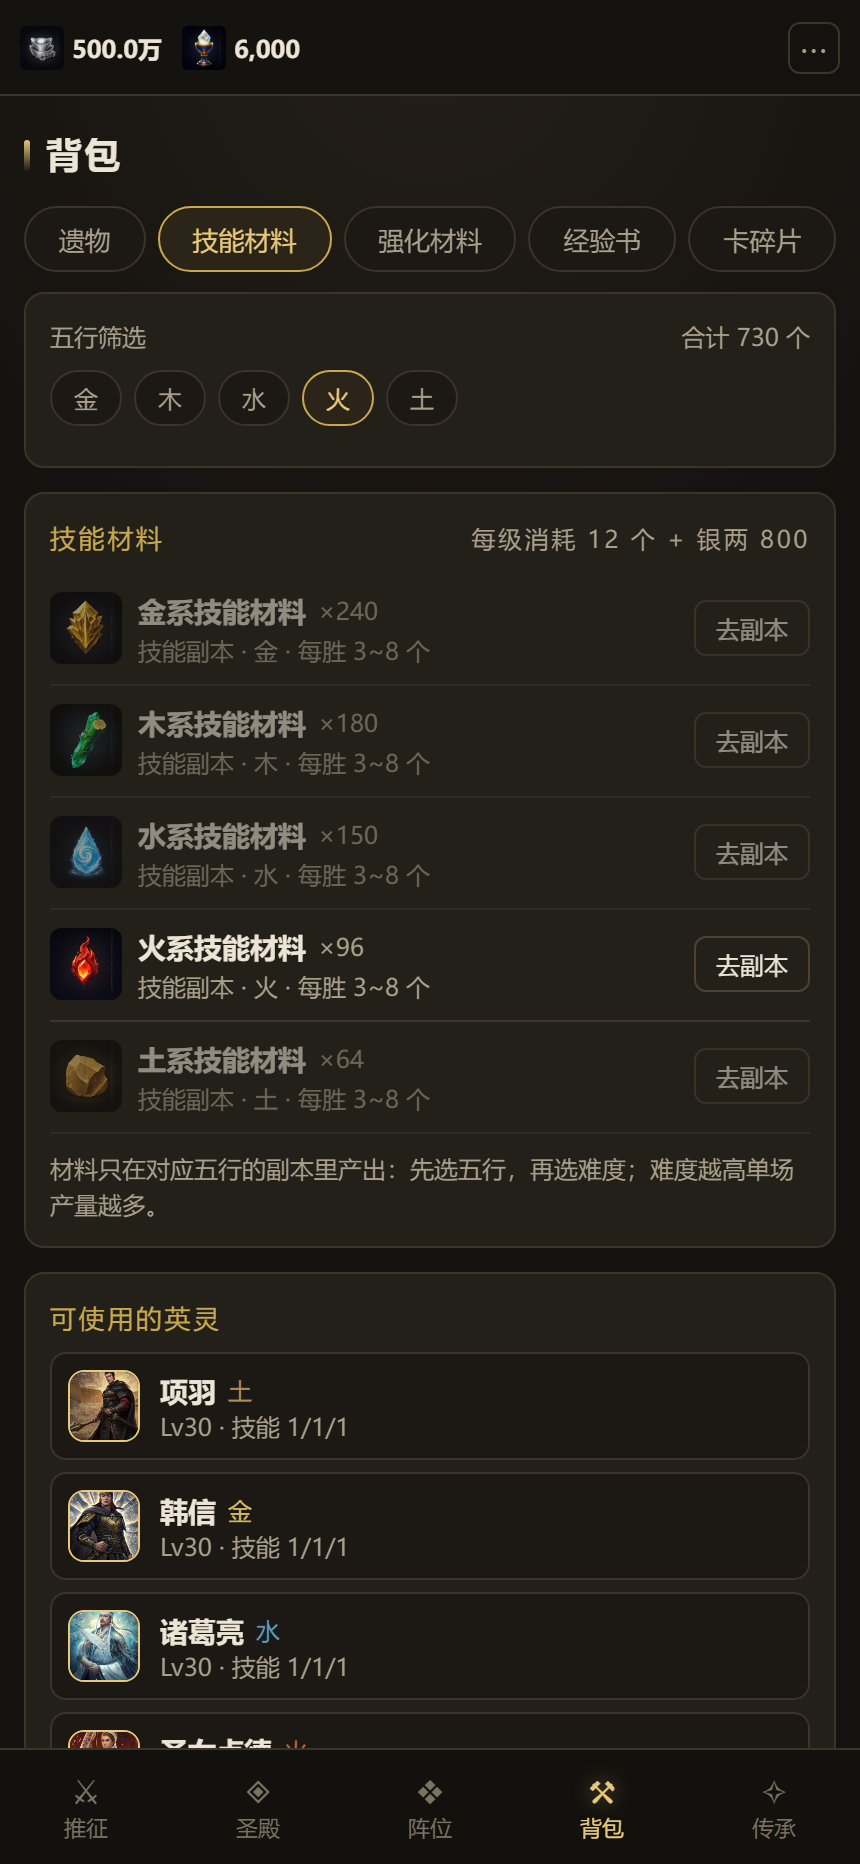 500.0万 6,000 ...
背包
遗物 技能材料 强化材料 经验书 卡碎片
五行筛选 合计 730 个
金 木 水 火 土
技能材料 每级消耗 12 个 + 银两 800
金系技能材料 ×240
技能副本 · 金 · 每胜 3~8 个 去副本
木系技能材料 ×180
技能副本 · 木 · 每胜 3~8 个 去副本
水系技能材料 ×150
技能副本 · 水 · 每胜 3~8 个 去副本
火系技能材料 ×96
技能副本 · 火 · 每胜 3~8 个 去副本
土系技能材料 ×64
技能副本 · 土 · 每胜 3~8 个 去副本
材料只在对应五行的副本里产出：先选五行，再选难度；难度越高单场
产量越多。
可使用的英灵
项羽 土
Lv30 · 技能 1/1/1
韩信 金
Lv30 · 技能 1/1/1
诸葛亮 水
Lv30 · 技能 1/1/1
推征 圣殿 阵位 背包 传承